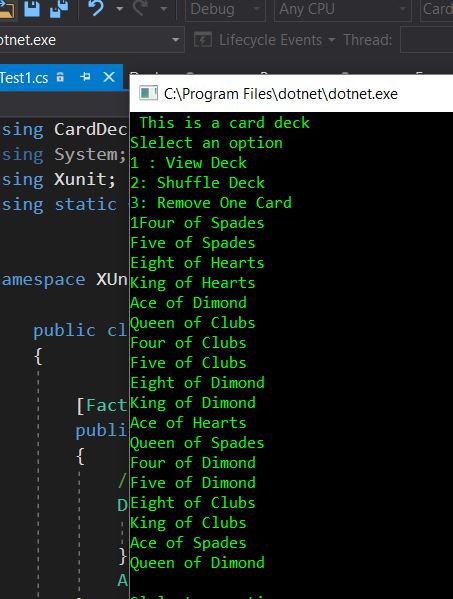 Debug
Any CPU
Card
otnet.exe
Lifecycle Events
Thread:
Test1.cs
C:\Program Files\dotnet\dotnet.exe
sing CardDec
sing System;
sing Xunit;
sing static
amespace XUn
public cl
{
[Fact
publi
{
/
D
}
A
This is a card deck
Slelect an option
1 : View Deck
2: Shuffle Deck
3: Remove One Card
1Four of Spades
Five of Spades
Eight of Hearts
King of Hearts
Ace of Dimond
Queen of Clubs
Four of Clubs
Five of Clubs
Eight of Dimond
King of Dimond
Ace of Hearts
Queen of Spades
Four of Dimond
Five of Dimond
Eight of Clubs
King of Clubs
Ace of Spades
Queen of Dimond